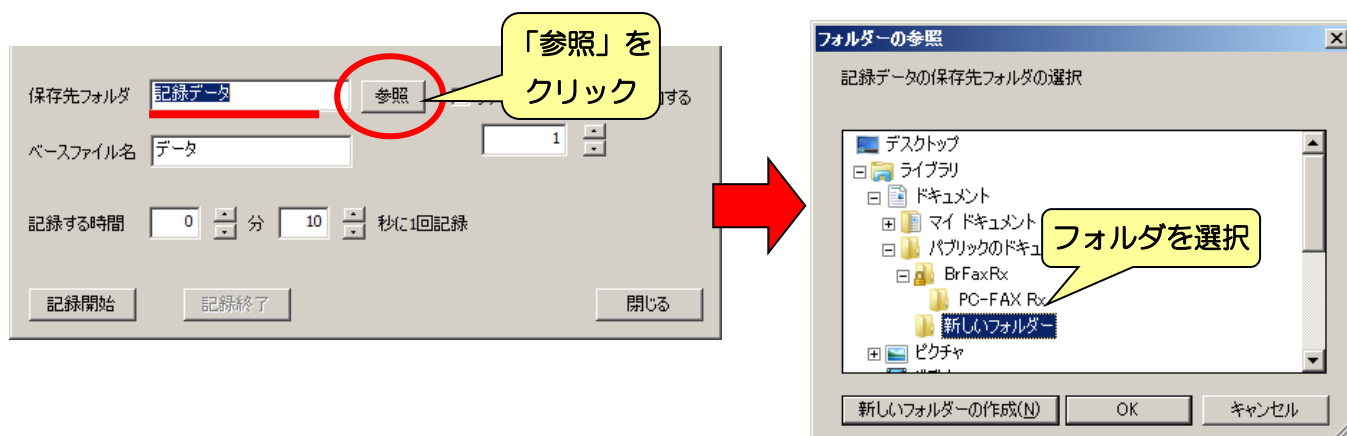 「参照」を
クリック
保存先フォルダ 記録データ 参照 する
ベースファイル名 データ 1
記録する時間 0 分 10 秒に1回記録
記録開始 記録終了 閉じる
フォルダーの参照
記録データの保存先フォルダの選択
デスクトップ
ライブラリ
ドキュメント
マイ ドキュメント
パブリックのドキュ
フォルダを選択
BrFaxRx
PC-FAX Rx
新しいフォルダー
ピクチャ
新しいフォルダーの作成(N) OK キャンセル